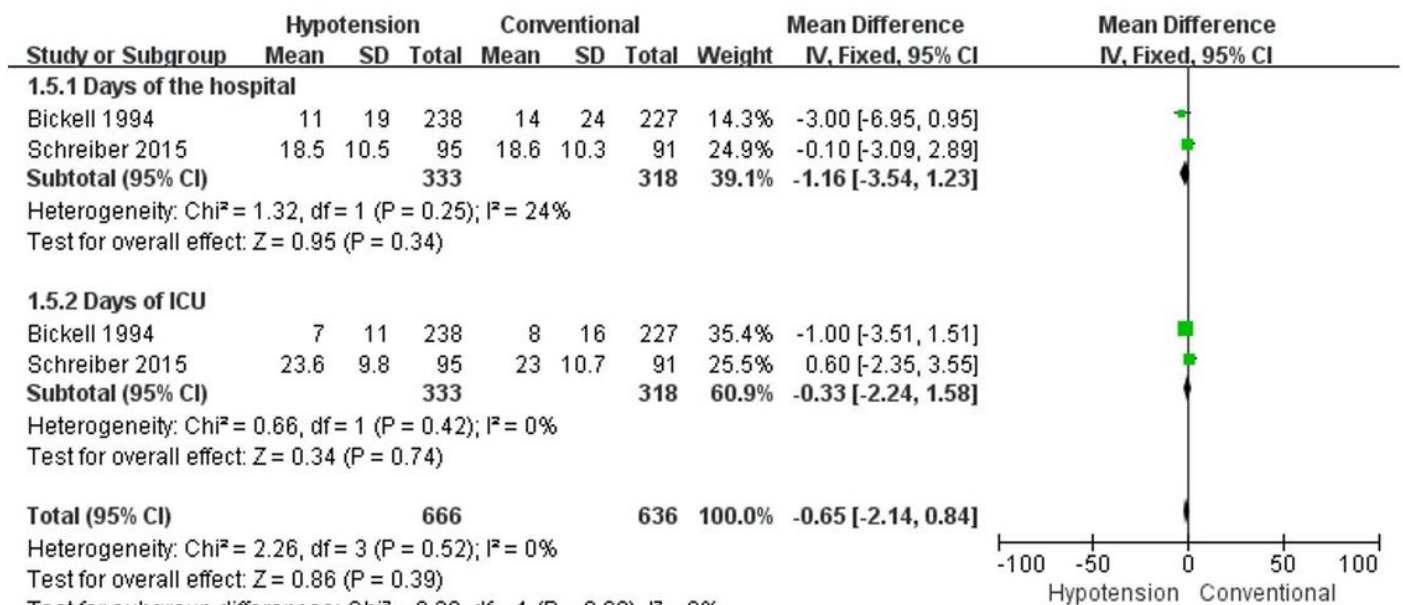 Hypotension Conventional Mean Difference Mean Difference
Study or Subgroup Mean SD Total Mean SD Total Weight IV, Fixed, 95% CI IV, Fixed, 95% CI
1.5.1 Days of the hospital
Bickell 1994 11 19 238 14 24 227 14.3% -3.00 [-6.95, 0.95]
Schreiber 2015 18.5 10.5 95 18.6 10.3 91 24.9% -0.10 [-3.09, 2.89]
Subtotal (95% CI) 333 318 39.1% -1.16 [-3.54, 1.23]
Heterogeneity: Chi² = 1.32, df = 1 (P = 0.25); I² = 24%
Test for overall effect: Z = 0.95 (P = 0.34)
1.5.2 Days of ICU
Bickell 1994 7 11 238 8 16 227 35.4% -1.00 [-3.51, 1.51]
Schreiber 2015 23.6 9.8 95 23 10.7 91 25.5% 0.60 [-2.35, 3.55]
Subtotal (95% CI) 333 318 60.9% -0.33 [-2.24, 1.58]
Heterogeneity: Chi² = 0.66, df = 1 (P = 0.42); I² = 0%
Test for overall effect: Z = 0.34 (P = 0.74)
Total (95% CI) 666 636 100.0% -0.65 [-2.14, 0.84]
Heterogeneity: Chi² = 2.26, df = 3 (P = 0.52); I² = 0%
Test for overall effect: Z = 0.86 (P = 0.39)
-100 -50 0 50 100
Hypotension Conventional